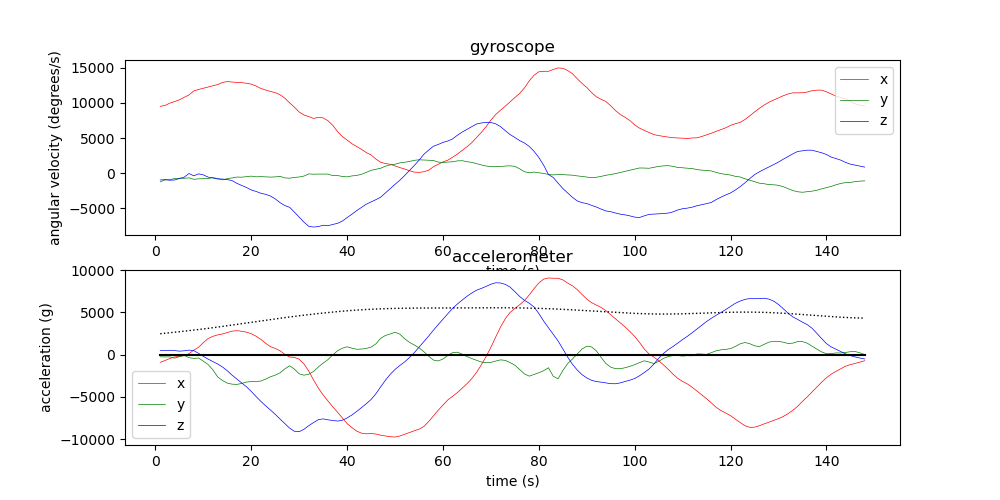 gyroscope
angular velocity (degrees/s)
15000
10000
5000
0
−5000
x
y
z
0 20 40 60 80 100 120 140
time (s)
accelerometer
acceleration (g)
10000
5000
0
−5000
−10000
x
y
z
0 20 40 60 80 100 120 140
time (s)